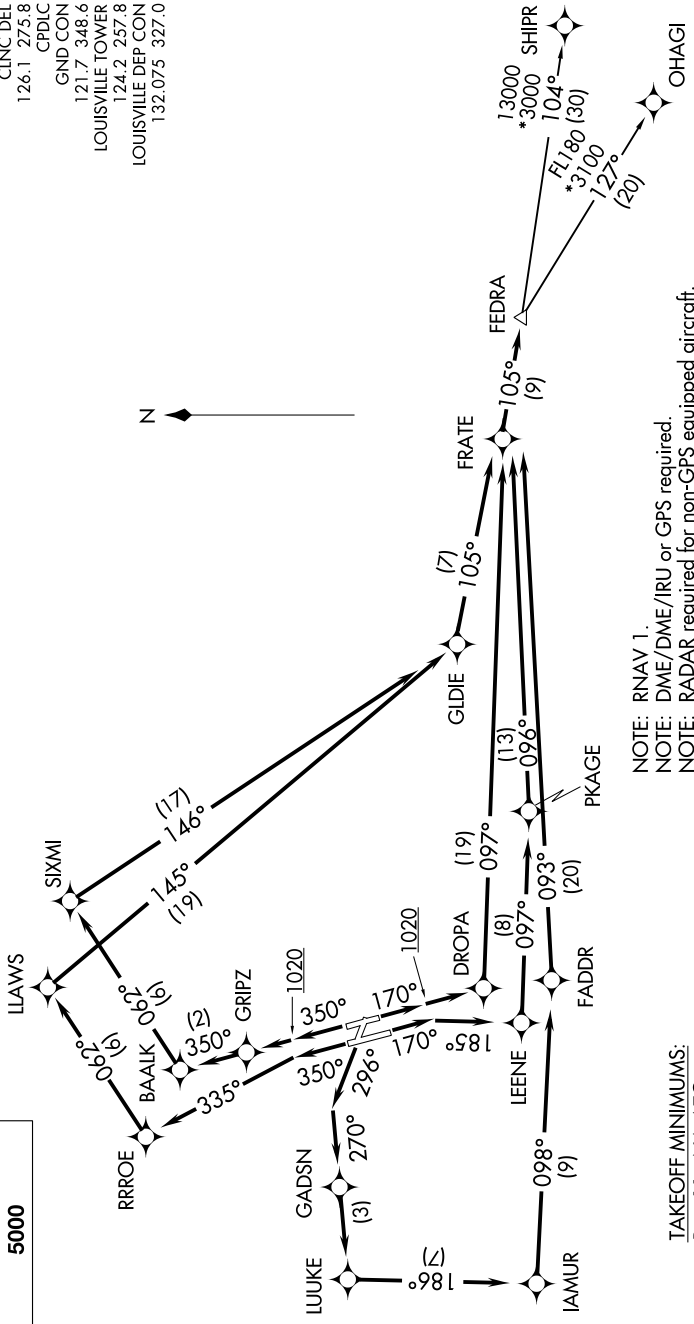 CLNC DEL
126.1 275.8
CPDLC
GND CON
121.7 348.6
LOUISVILLE TOWER
124.2 257.8
LOUISVILLE DEP CON
132.075 327.0
5000
N
SHIPR
13000
*3000
104°
(30)
OHAGI
FL180
*3100
127°
(20)
FEDRA
105°
(9)
FRATE
(7)
105°
GLDIE
SIXMI
(17)
146°
LLAWS
145°
(19)
062°
(6)
062°
(6)
BAALK
(2)
350°
GRIPZ
1020
350°
1020
170°
DROPA
(19)
097°
RRROE
335°
350°
296°
170°
185°
270°
GADSN
(3)
LUUKE
186°
(7)
IAMUR
098°
(9)
LEENE
(8)
097°
(13)
096°
PKAGE
FADDR
093°
(20)
NOTE: RNAV 1.
NOTE: DME/DME/IRU or GPS required.
NOTE: RADAR required for non-GPS equipped aircraft.
TAKEOFF MINIMUMS: